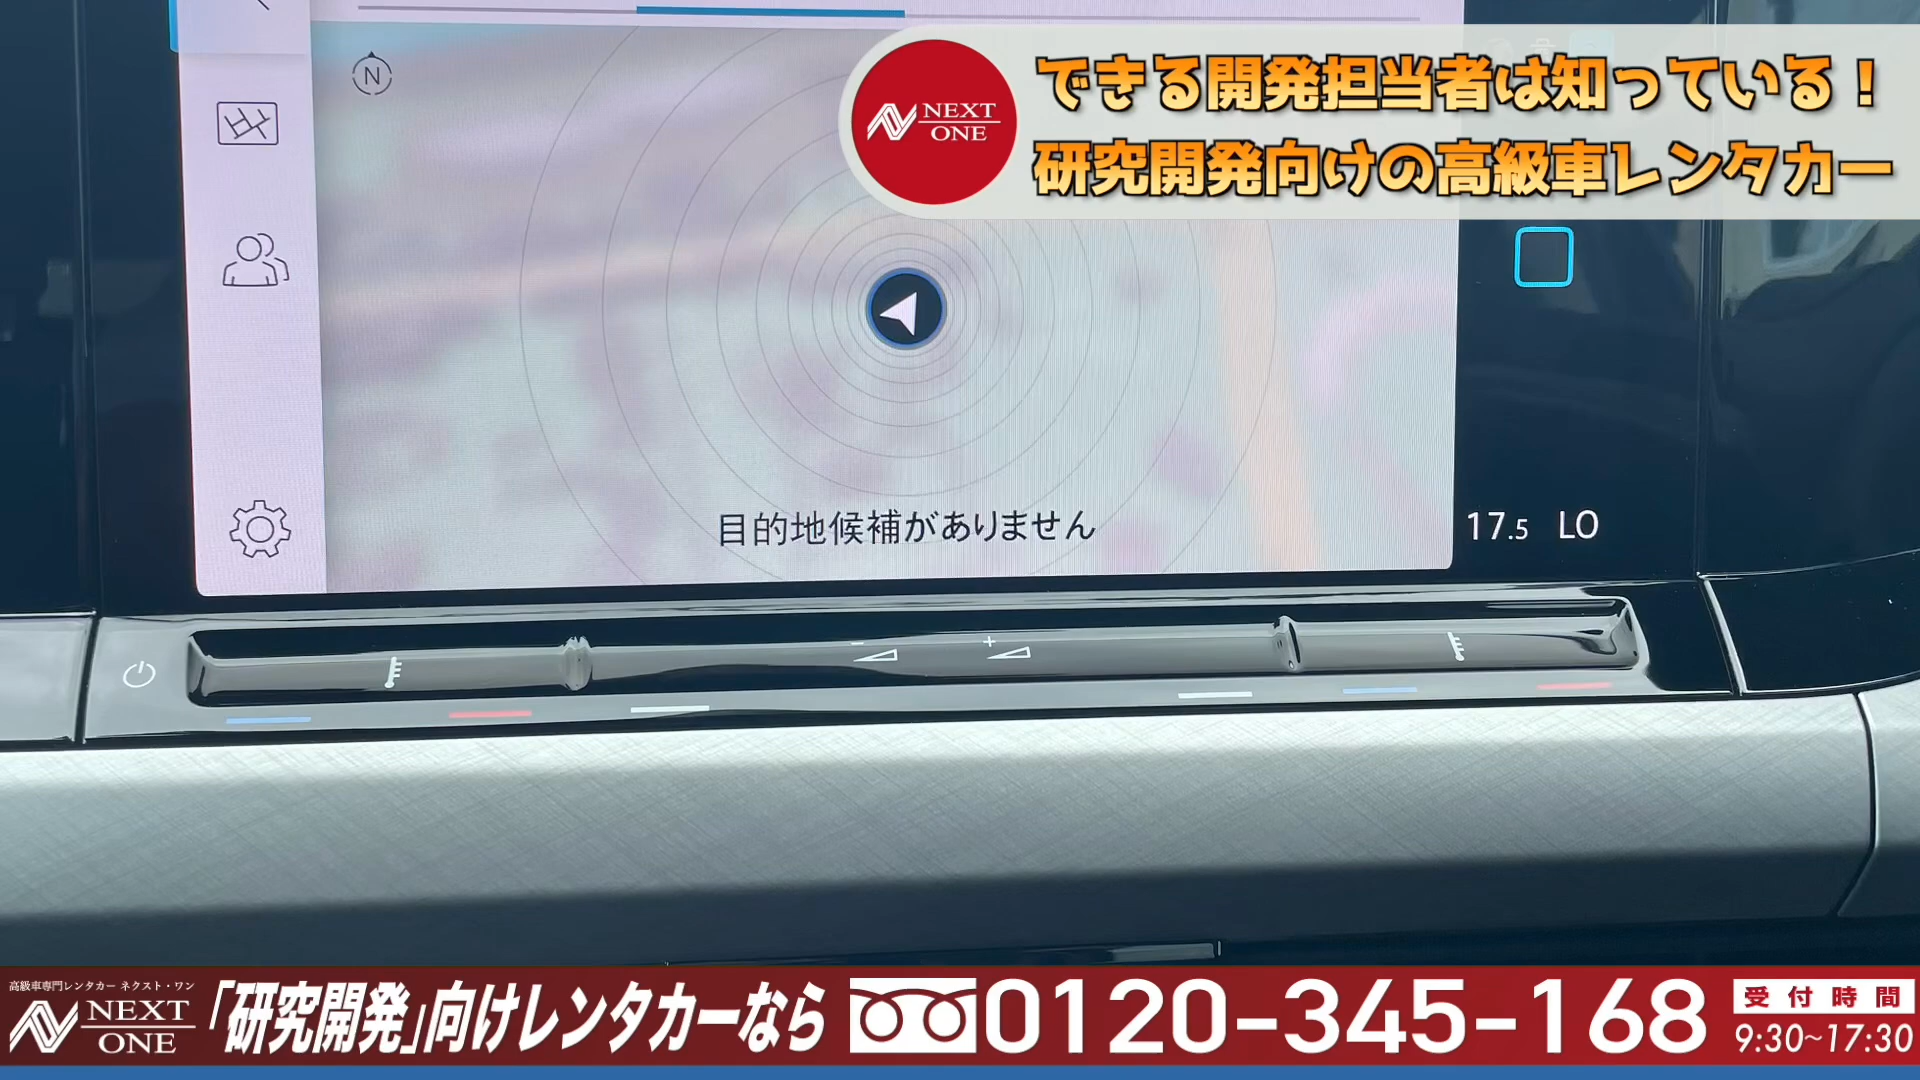 NEXT
ONE
できる開発担当者は知っている!
研究開発向けの高級車レンタカー
N
目的地候補がありません
17.5 LO
- +
高級車専門レンタカー ネクスト・ワン
NEXT
ONE
「研究開発」向けレンタカーなら
0120-345-168
受付時間
9:30~17:30